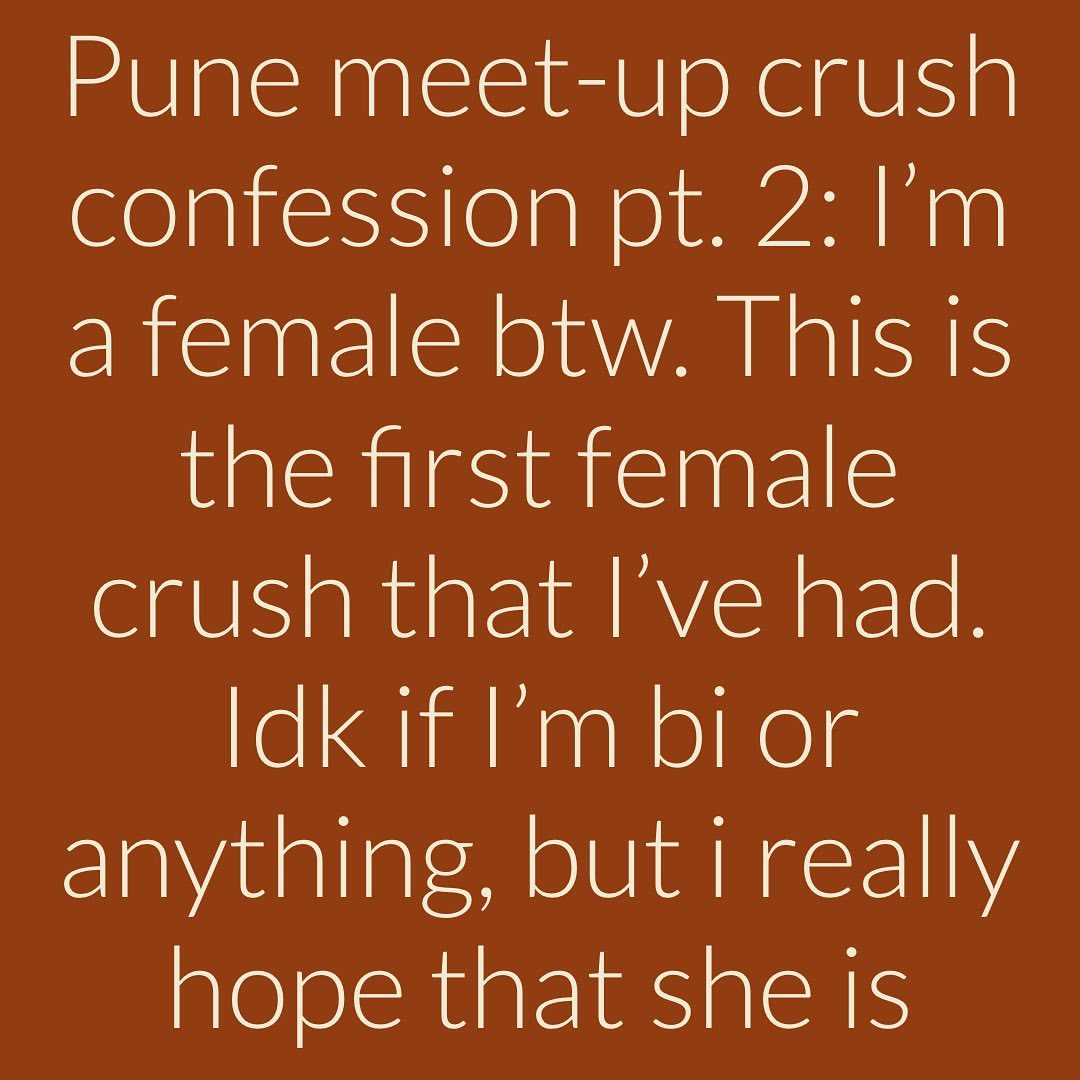 Pune meet-up crush
confession pt. 2: I’m
a female btw. This is
the first female
crush that I’ve had.
Idk if I’m bi or
anything, but i really
hope that she is